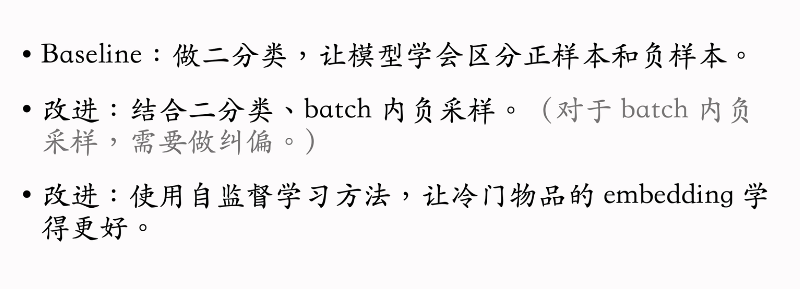 • Baseline：做二分类，让模型学会区分正样本和负样本。
• 改进：结合二分类、batch 内负采样。（对于 batch 内负
采样，需要做纠偏。）
• 改进：使用自监督学习方法，让冷门物品的 embedding 学
得更好。